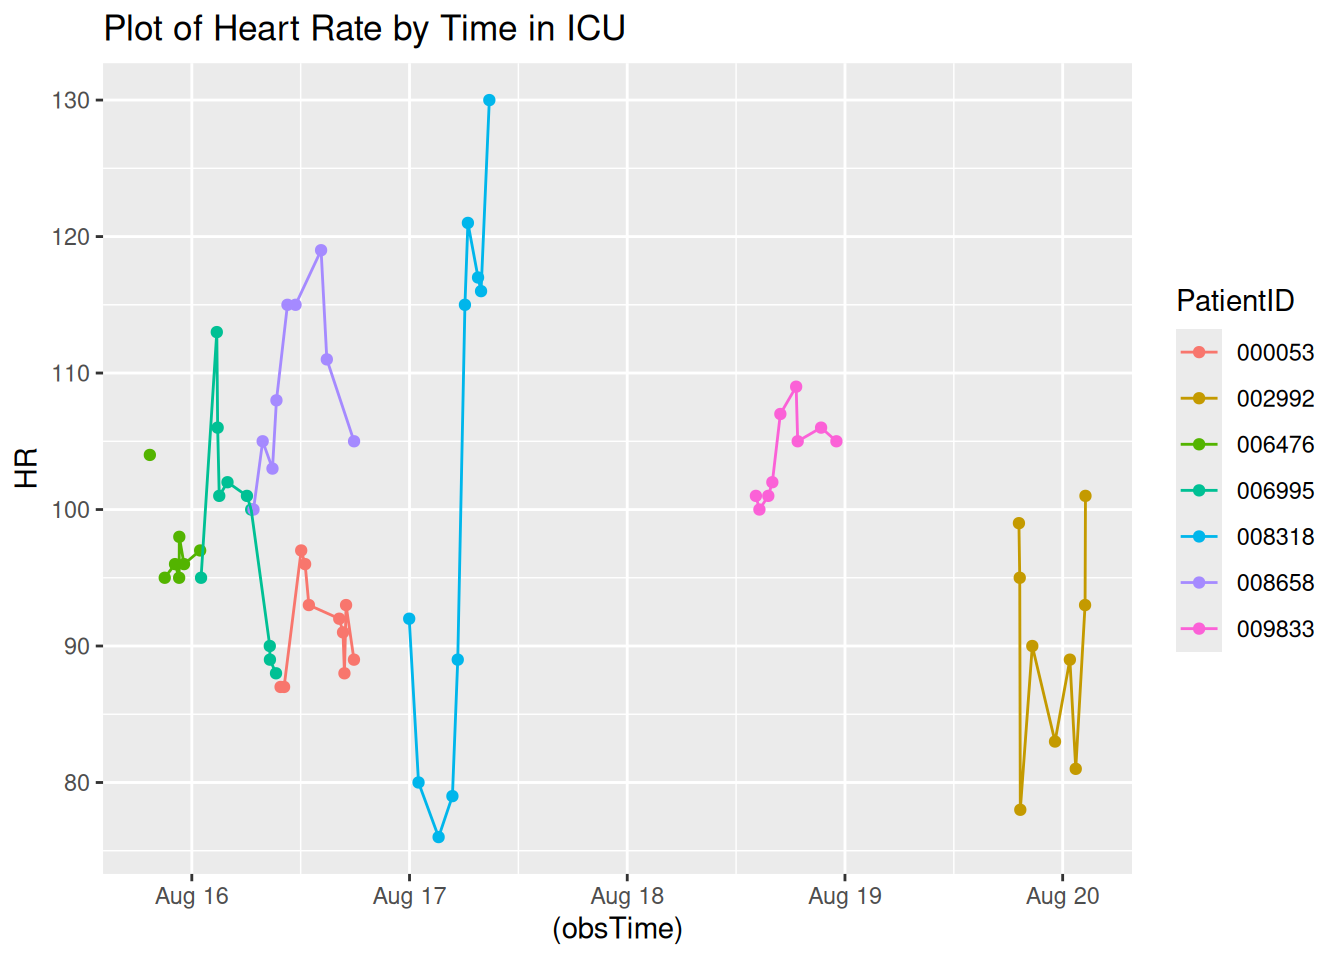 Plot of Heart Rate by Time in ICU
130
120
110
100
90
80
HR
Aug 16
Aug 17
Aug 18
Aug 19
Aug 20
(obsTime)
PatientID
000053
002992
006476
006995
008318
008658
009833